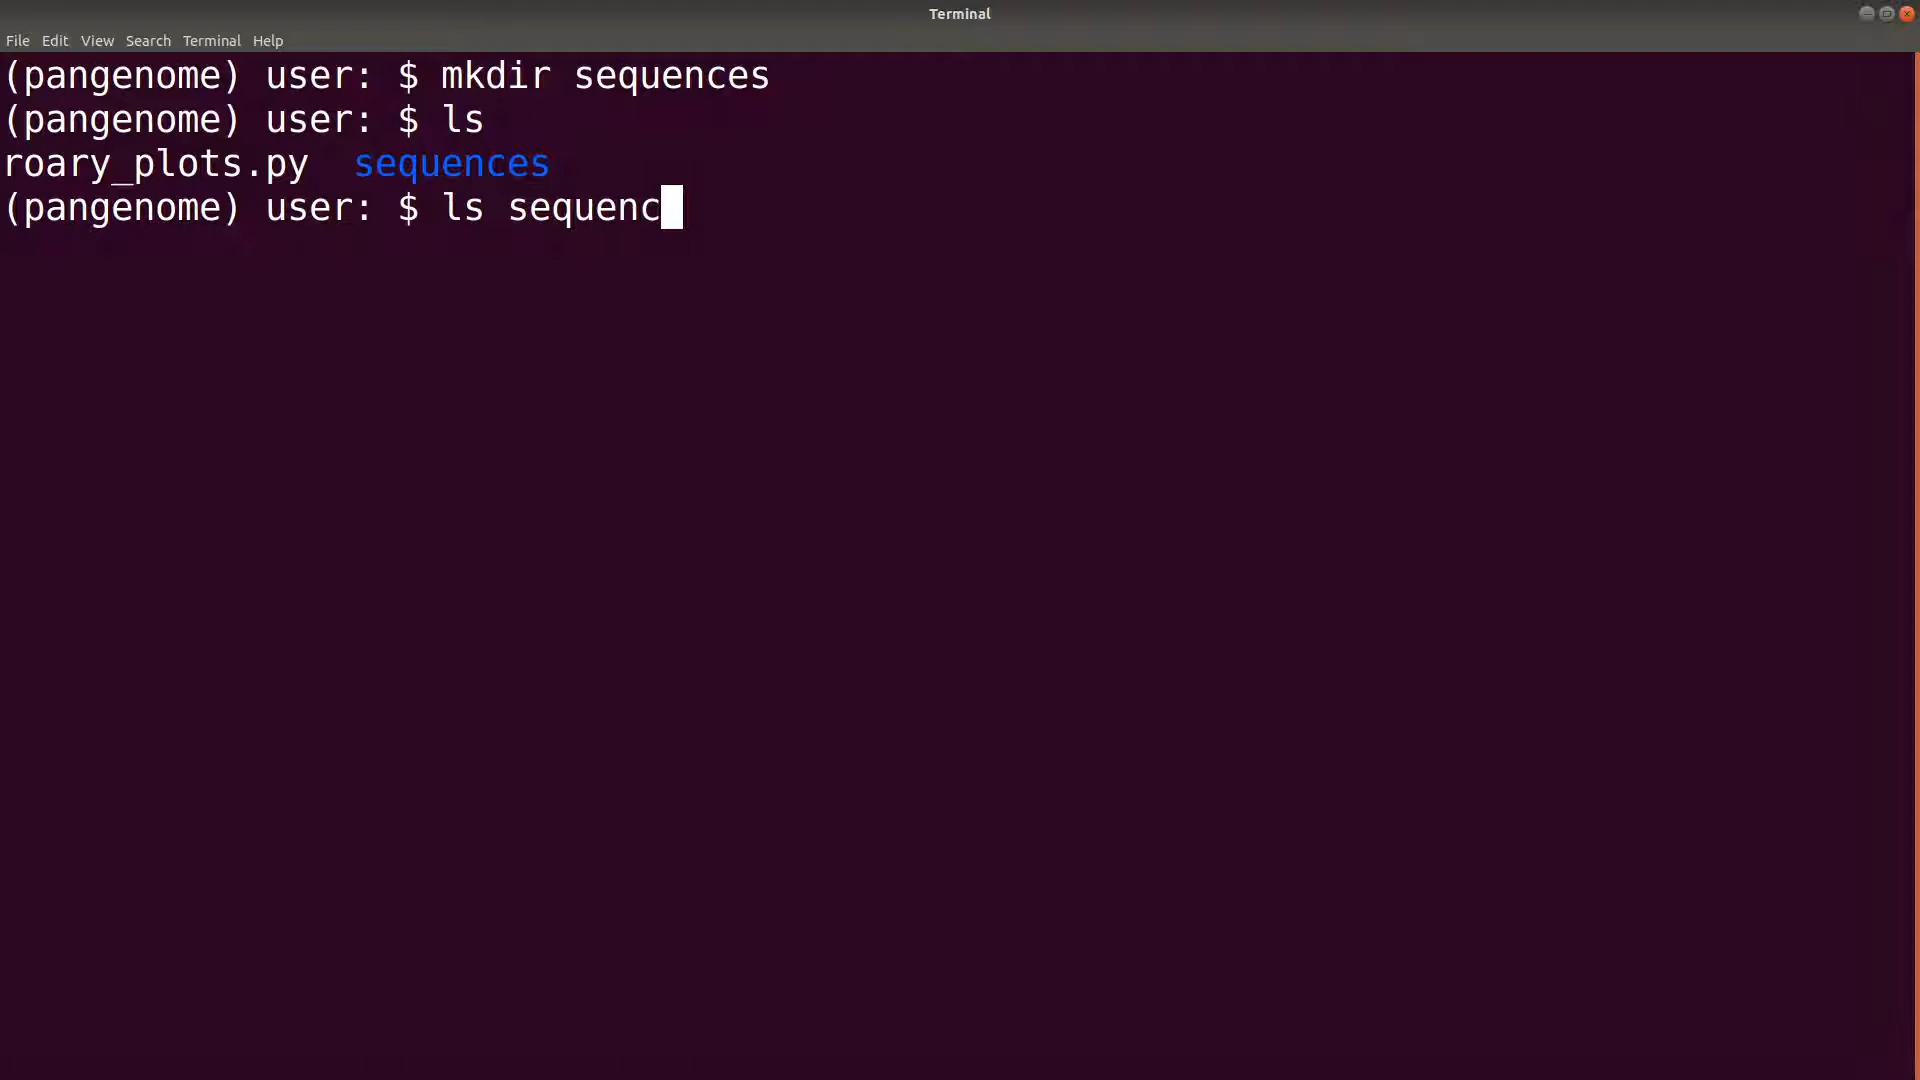 Terminal
File Edit View Search Terminal Help
(pangenome) user: $ mkdir sequences
(pangenome) user: $ ls
roary_plots.py sequences
(pangenome) user: $ ls sequenc